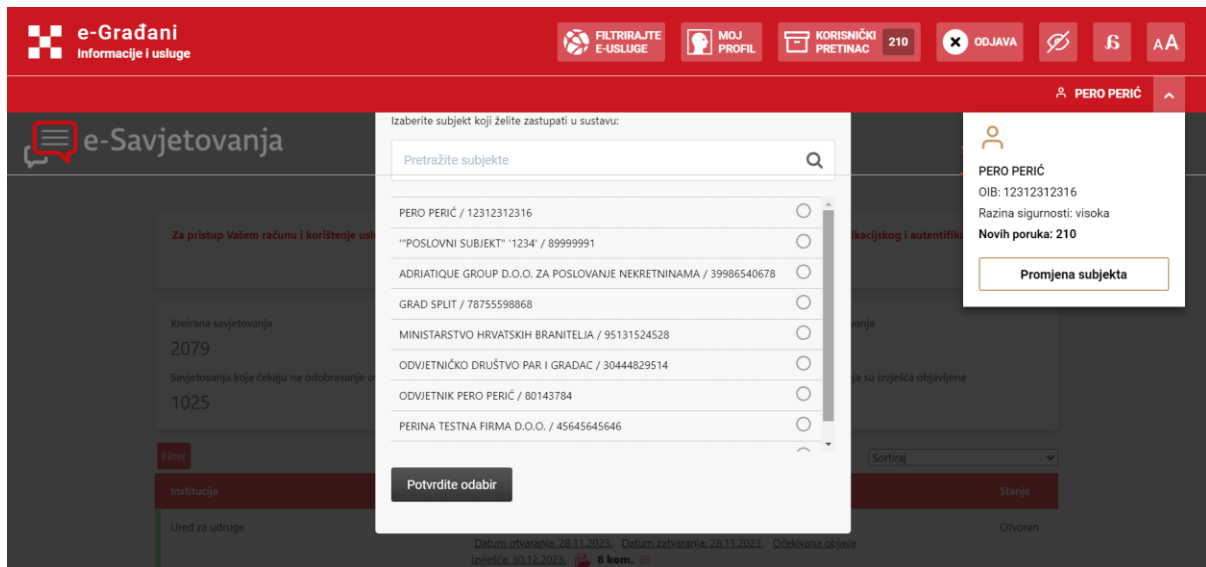 e-Građani
Informacije i usluge
FILTRIRAJTE
E-USLUGE
MOJ
PROFIL
KORISNIČKI
PRETINAC
210
ODJAVA
AA
PERO PERIĆ
e-Savjetovanja
Izaberite subjekt koji želite zastupati u sustavu:
Pretražite subjekte
PERO PERIĆ / 12312312316
'"POSLOVNI SUBJEKT" '1234' / 89999991
ADRIATIQUE GROUP D.O.O. ZA POSLOVANJE NEKRETNINAMA / 39986540678
GRAD SPLIT / 78755598868
MINISTARSTVO HRVATSKIH BRANITELJA / 95131524528
ODVJETNIČKO DRUŠTVO PAR I GRADAC / 30444829514
ODVJETNIK PERO PERIĆ / 80143784
PERINA TESTNA FIRMA D.O.O. / 45645645646
Potvrdite odabir
PERO PERIĆ
OIB: 12312312316
Razina sigurnosti: visoka
Novih poruka: 210
Promjena subjekta
Za pristup Vašem računu i korištenje
Kreirana savjetovanja
2079
Savjetovanja koja čekaju na odobravanje
1025
su izvješća objavljena
Filter
Sortiraj
Institucija
Stanje
Ured za udruge
Otvoren
Datum otvaranja: 28.11.2023. Datum zatvaranja: 28.11.2023. Očekivana objava
izvješća: 30.12.2023. 8 kom.